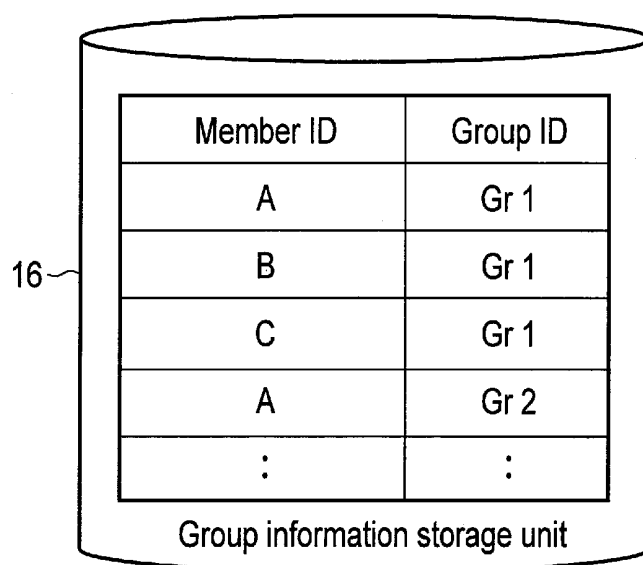 Member ID Group ID
A Gr 1
B Gr 1
16
C Gr 1
A Gr 2
: :
Group information storage unit